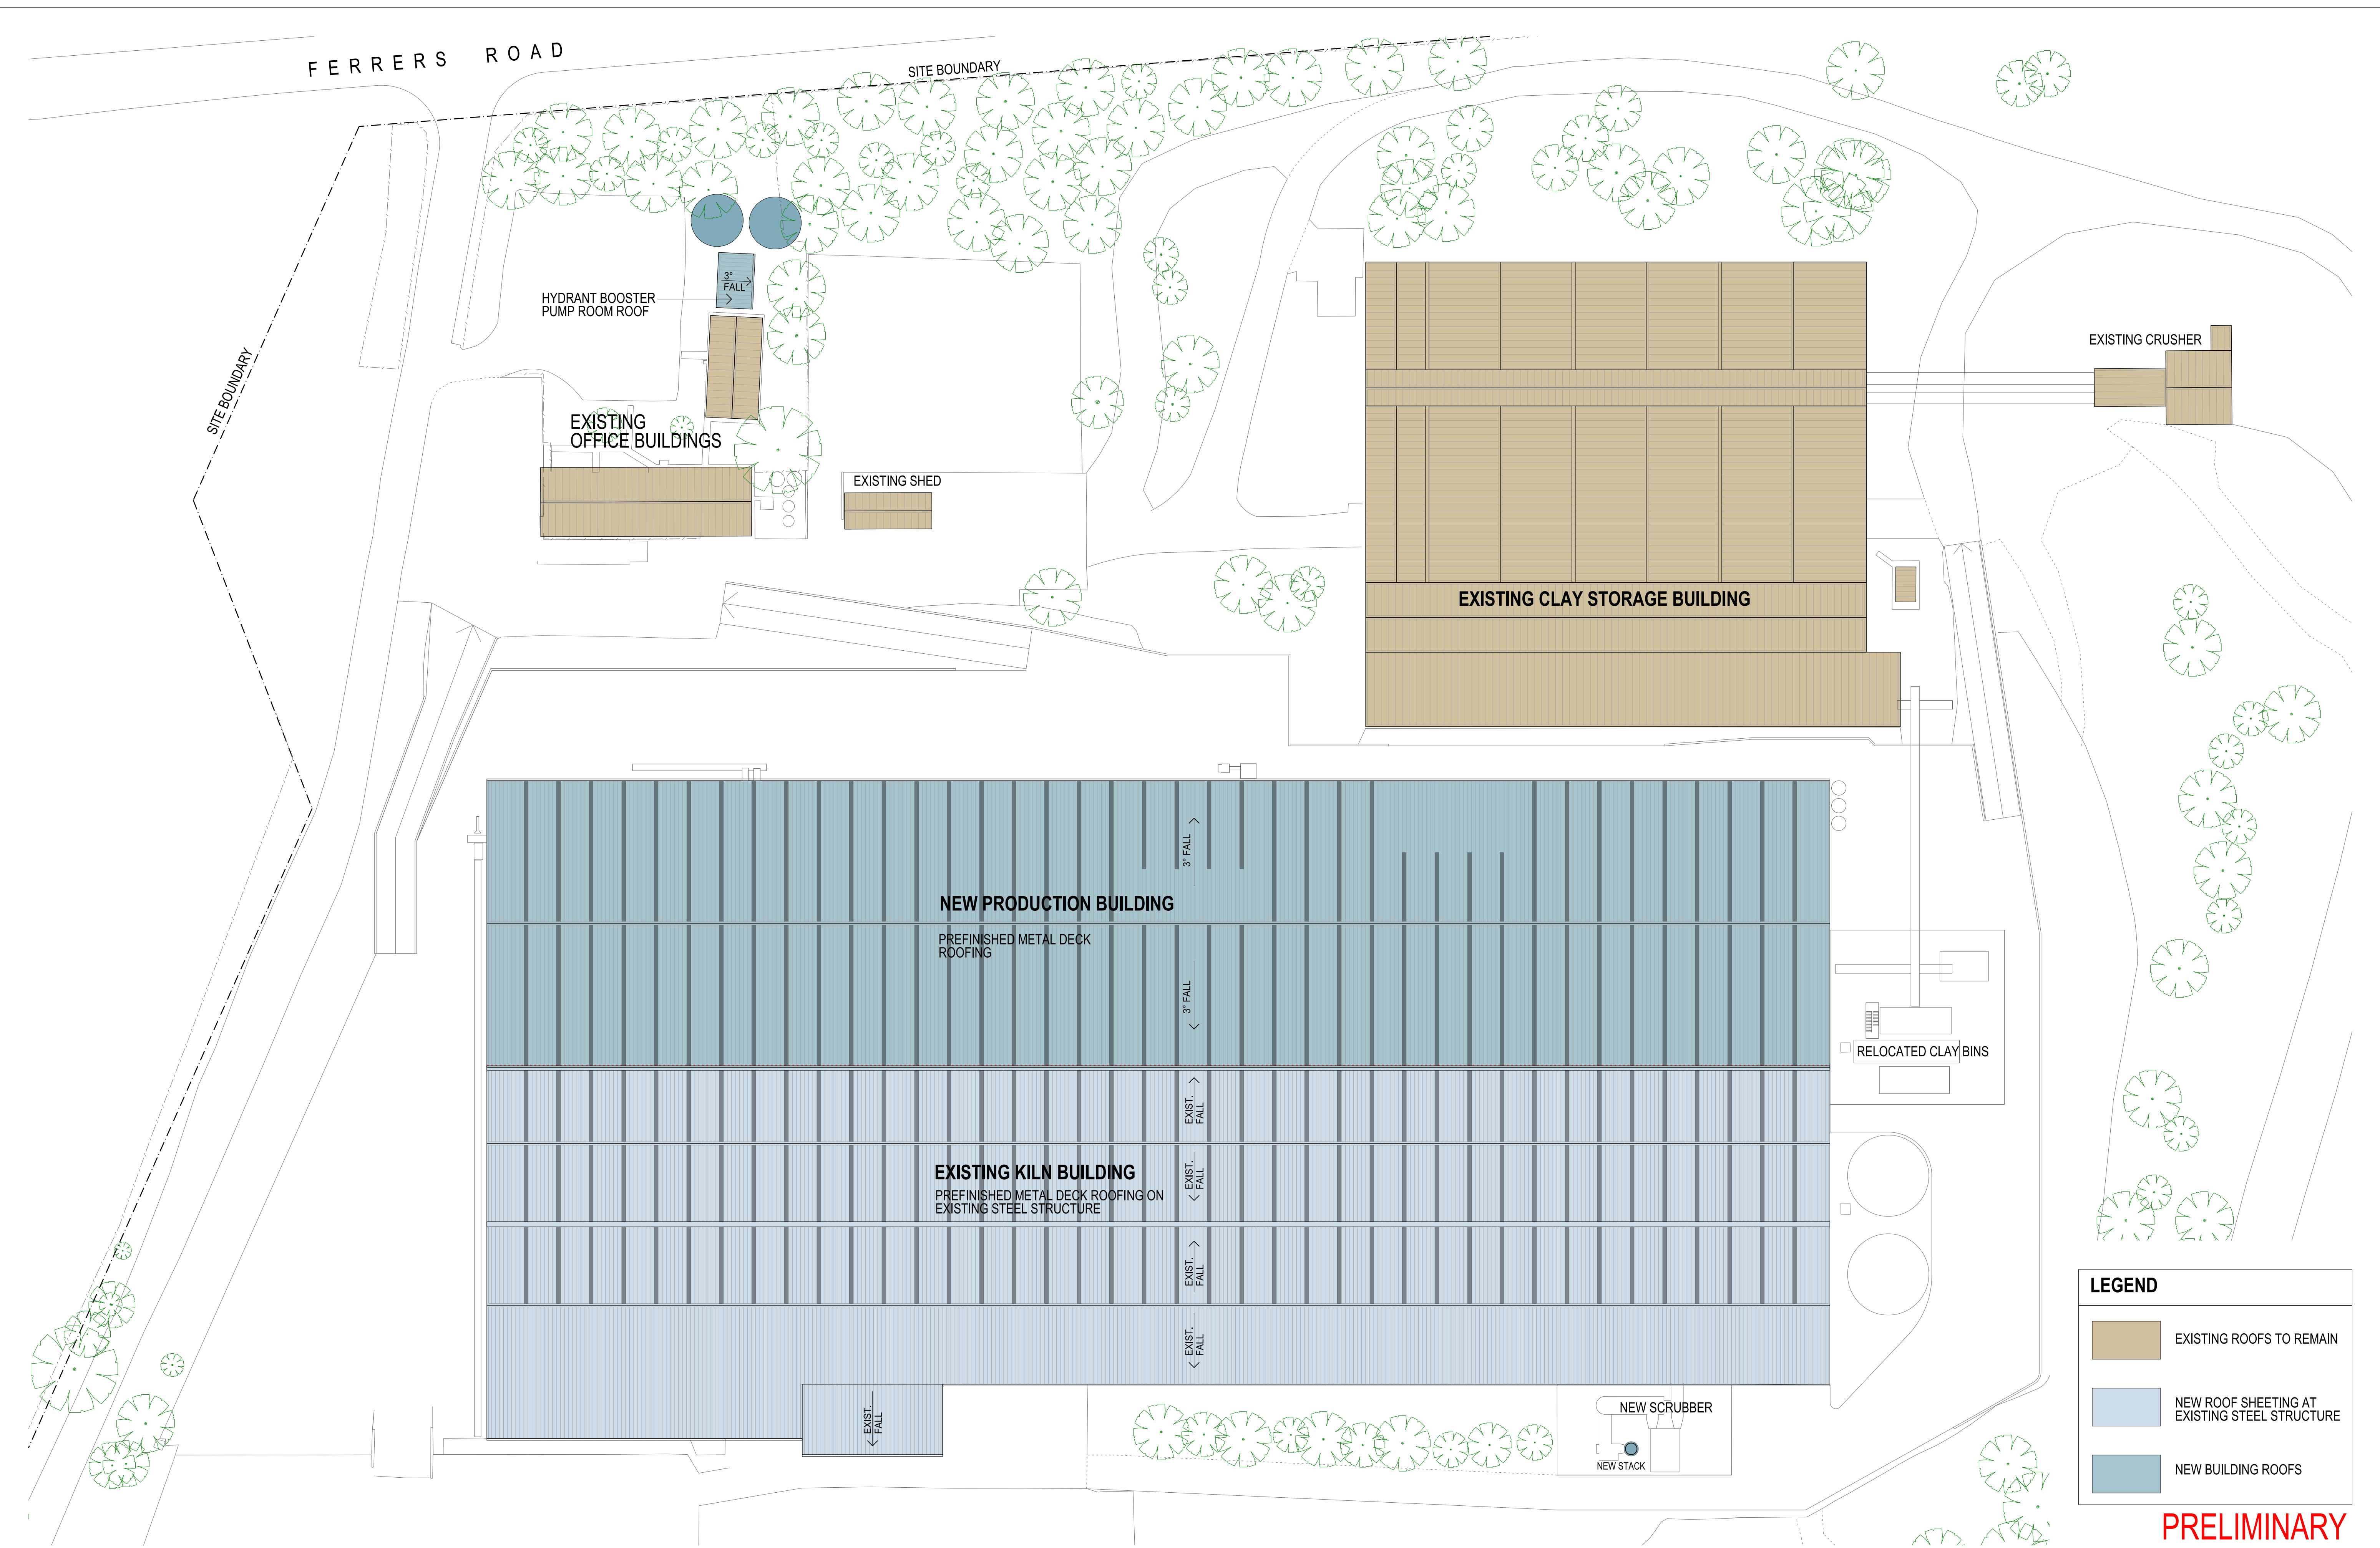 FERRERS ROAD
SITE BOUNDARY
3°
FALL
HYDRANT BOOSTER
PUMP ROOM ROOF
EXISTING CRUSHER
SITE BOUNDARY
EXISTING
OFFICE BUILDINGS
EXISTING SHED
EXISTING CLAY STORAGE BUILDING
3° FALL
NEW PRODUCTION BUILDING
PREFINISHED METAL DECK
ROOFING
3° FALL
RELOCATED CLAY BINS
EXIST.
FALL
EXISTING KILN BUILDING
PREFINISHED METAL DECK ROOFING ON
EXISTING STEEL STRUCTURE
EXIST.
FALL
EXIST.
FALL
EXIST.
FALL
EXIST.
FALL
NEW SCRUBBER
NEW STACK
LEGEND
EXISTING ROOFS TO REMAIN
NEW ROOF SHEETING AT
EXISTING STEEL STRUCTURE
NEW BUILDING ROOFS
PRELIMINARY